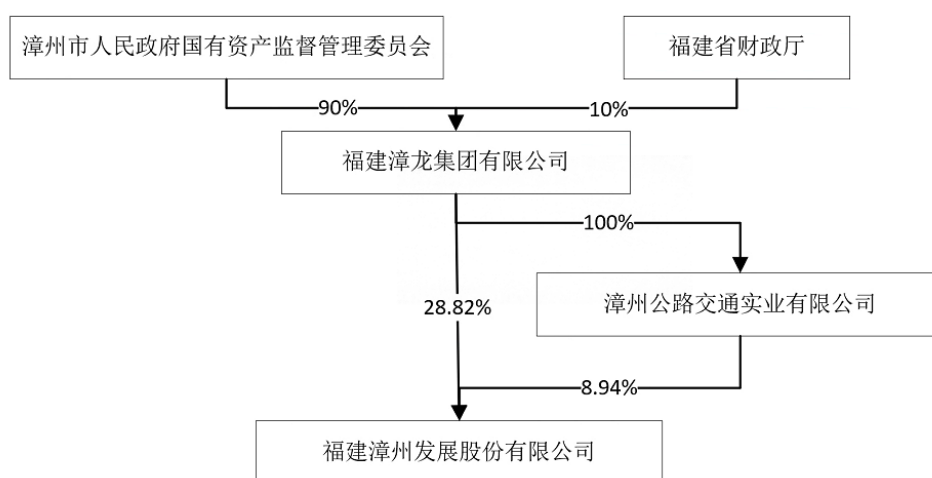 漳州市人民政府国有资产监督管理委员会
福建省财政厅
90%
10%
福建漳龙集团有限公司
100%
28.82%
漳州公路交通实业有限公司
8.94%
福建漳州发展股份有限公司